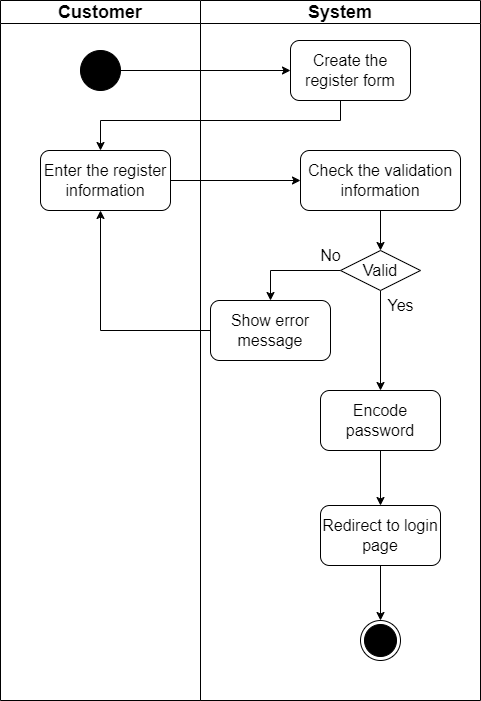 Customer
System
Create the
register form
Enter the register
information
Check the validation
information
No
Valid
Yes
Show error
message
Encode
password
Redirect to login
page